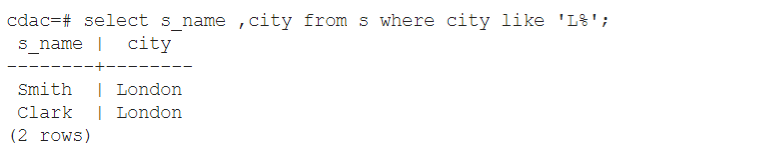 cdac=# select s_name ,city from s where city like 'L%';
 s_name |  city
--------+--------
 Smith  | London
 Clark  | London
(2 rows)